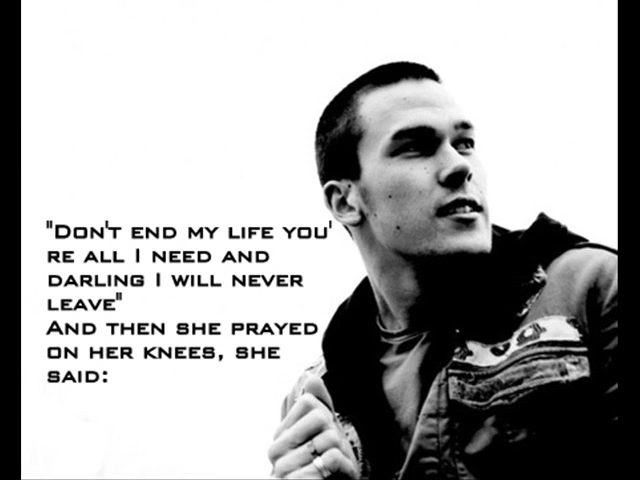 "Don't end my life you'
re all I need and
darling I will never
leave"
And then she prayed
on her knees, she
said: